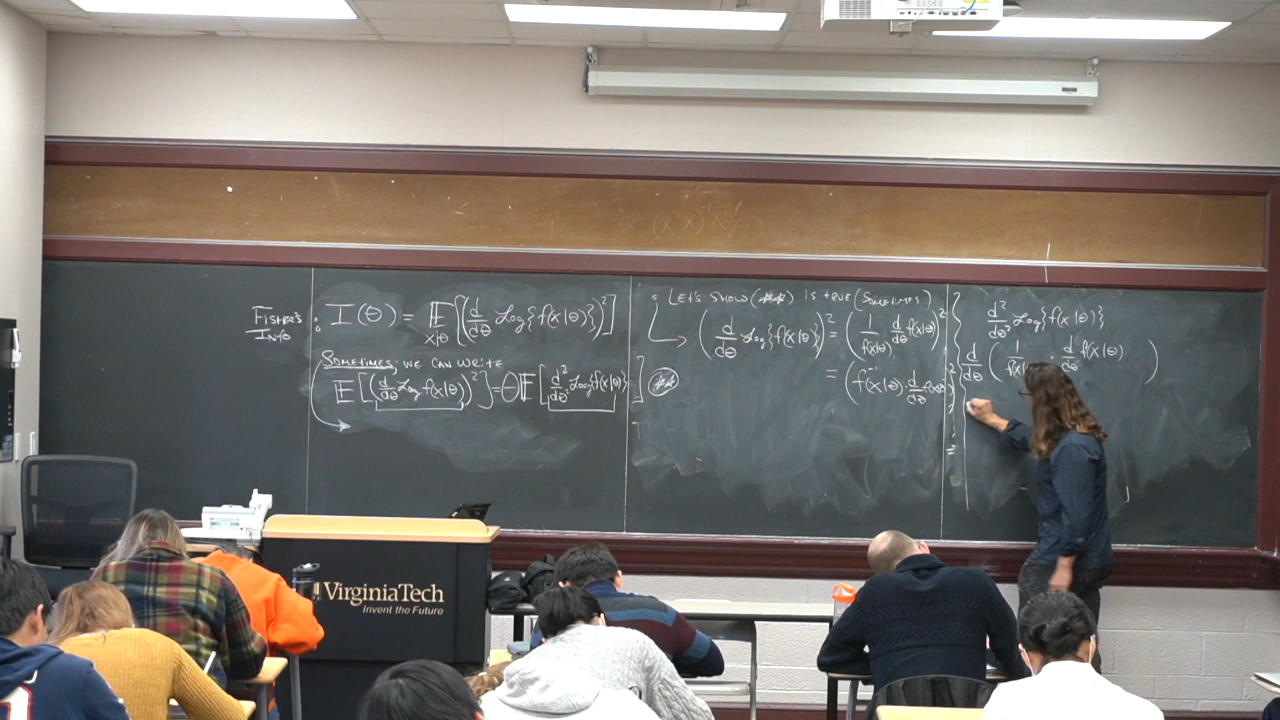 Fisher's
Info
: I(θ) = E_{x|θ}[(d/dθ Log{f(x|θ)})²]
Sometimes, we can write
E[(d/dθ Log f(x|θ))²] = ⊖E[d²/dθ² Log{f(x|θ)}] (**)
• Let's show (**) is true (Sometimes)
(d/dθ Log{f(x|θ)})² = (1/f(x|θ) d/dθ f(x|θ))²
= (f⁻¹(x|θ) · d/dθ f(x|θ))²
d²/dθ² Log{f(x|θ)}
= d/dθ (1/f(x|θ) · d/dθ f(x|θ))
=
VirginiaTech
Invent the Future